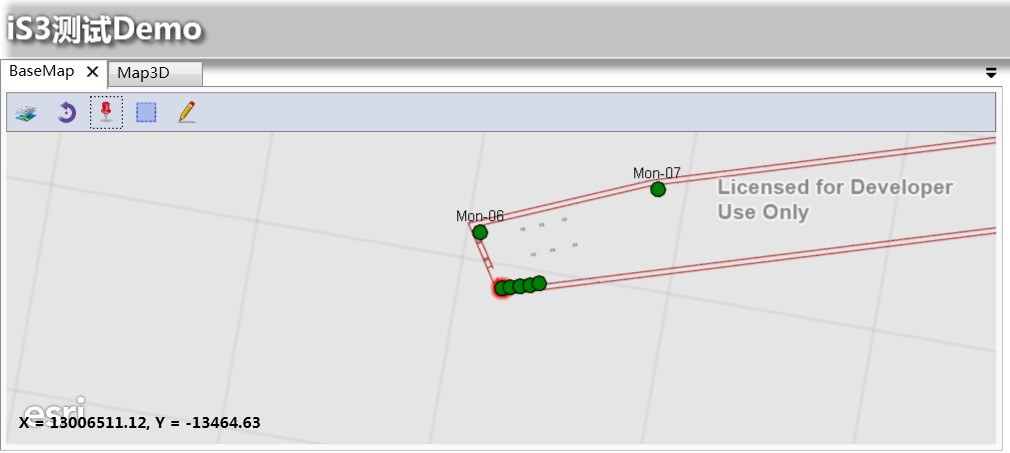 iS3测试Demo
BaseMap
Map3D
Mon-07
Licensed for Developer
Use Only
Mon-06
esri
X = 13006511.12, Y = -13464.63